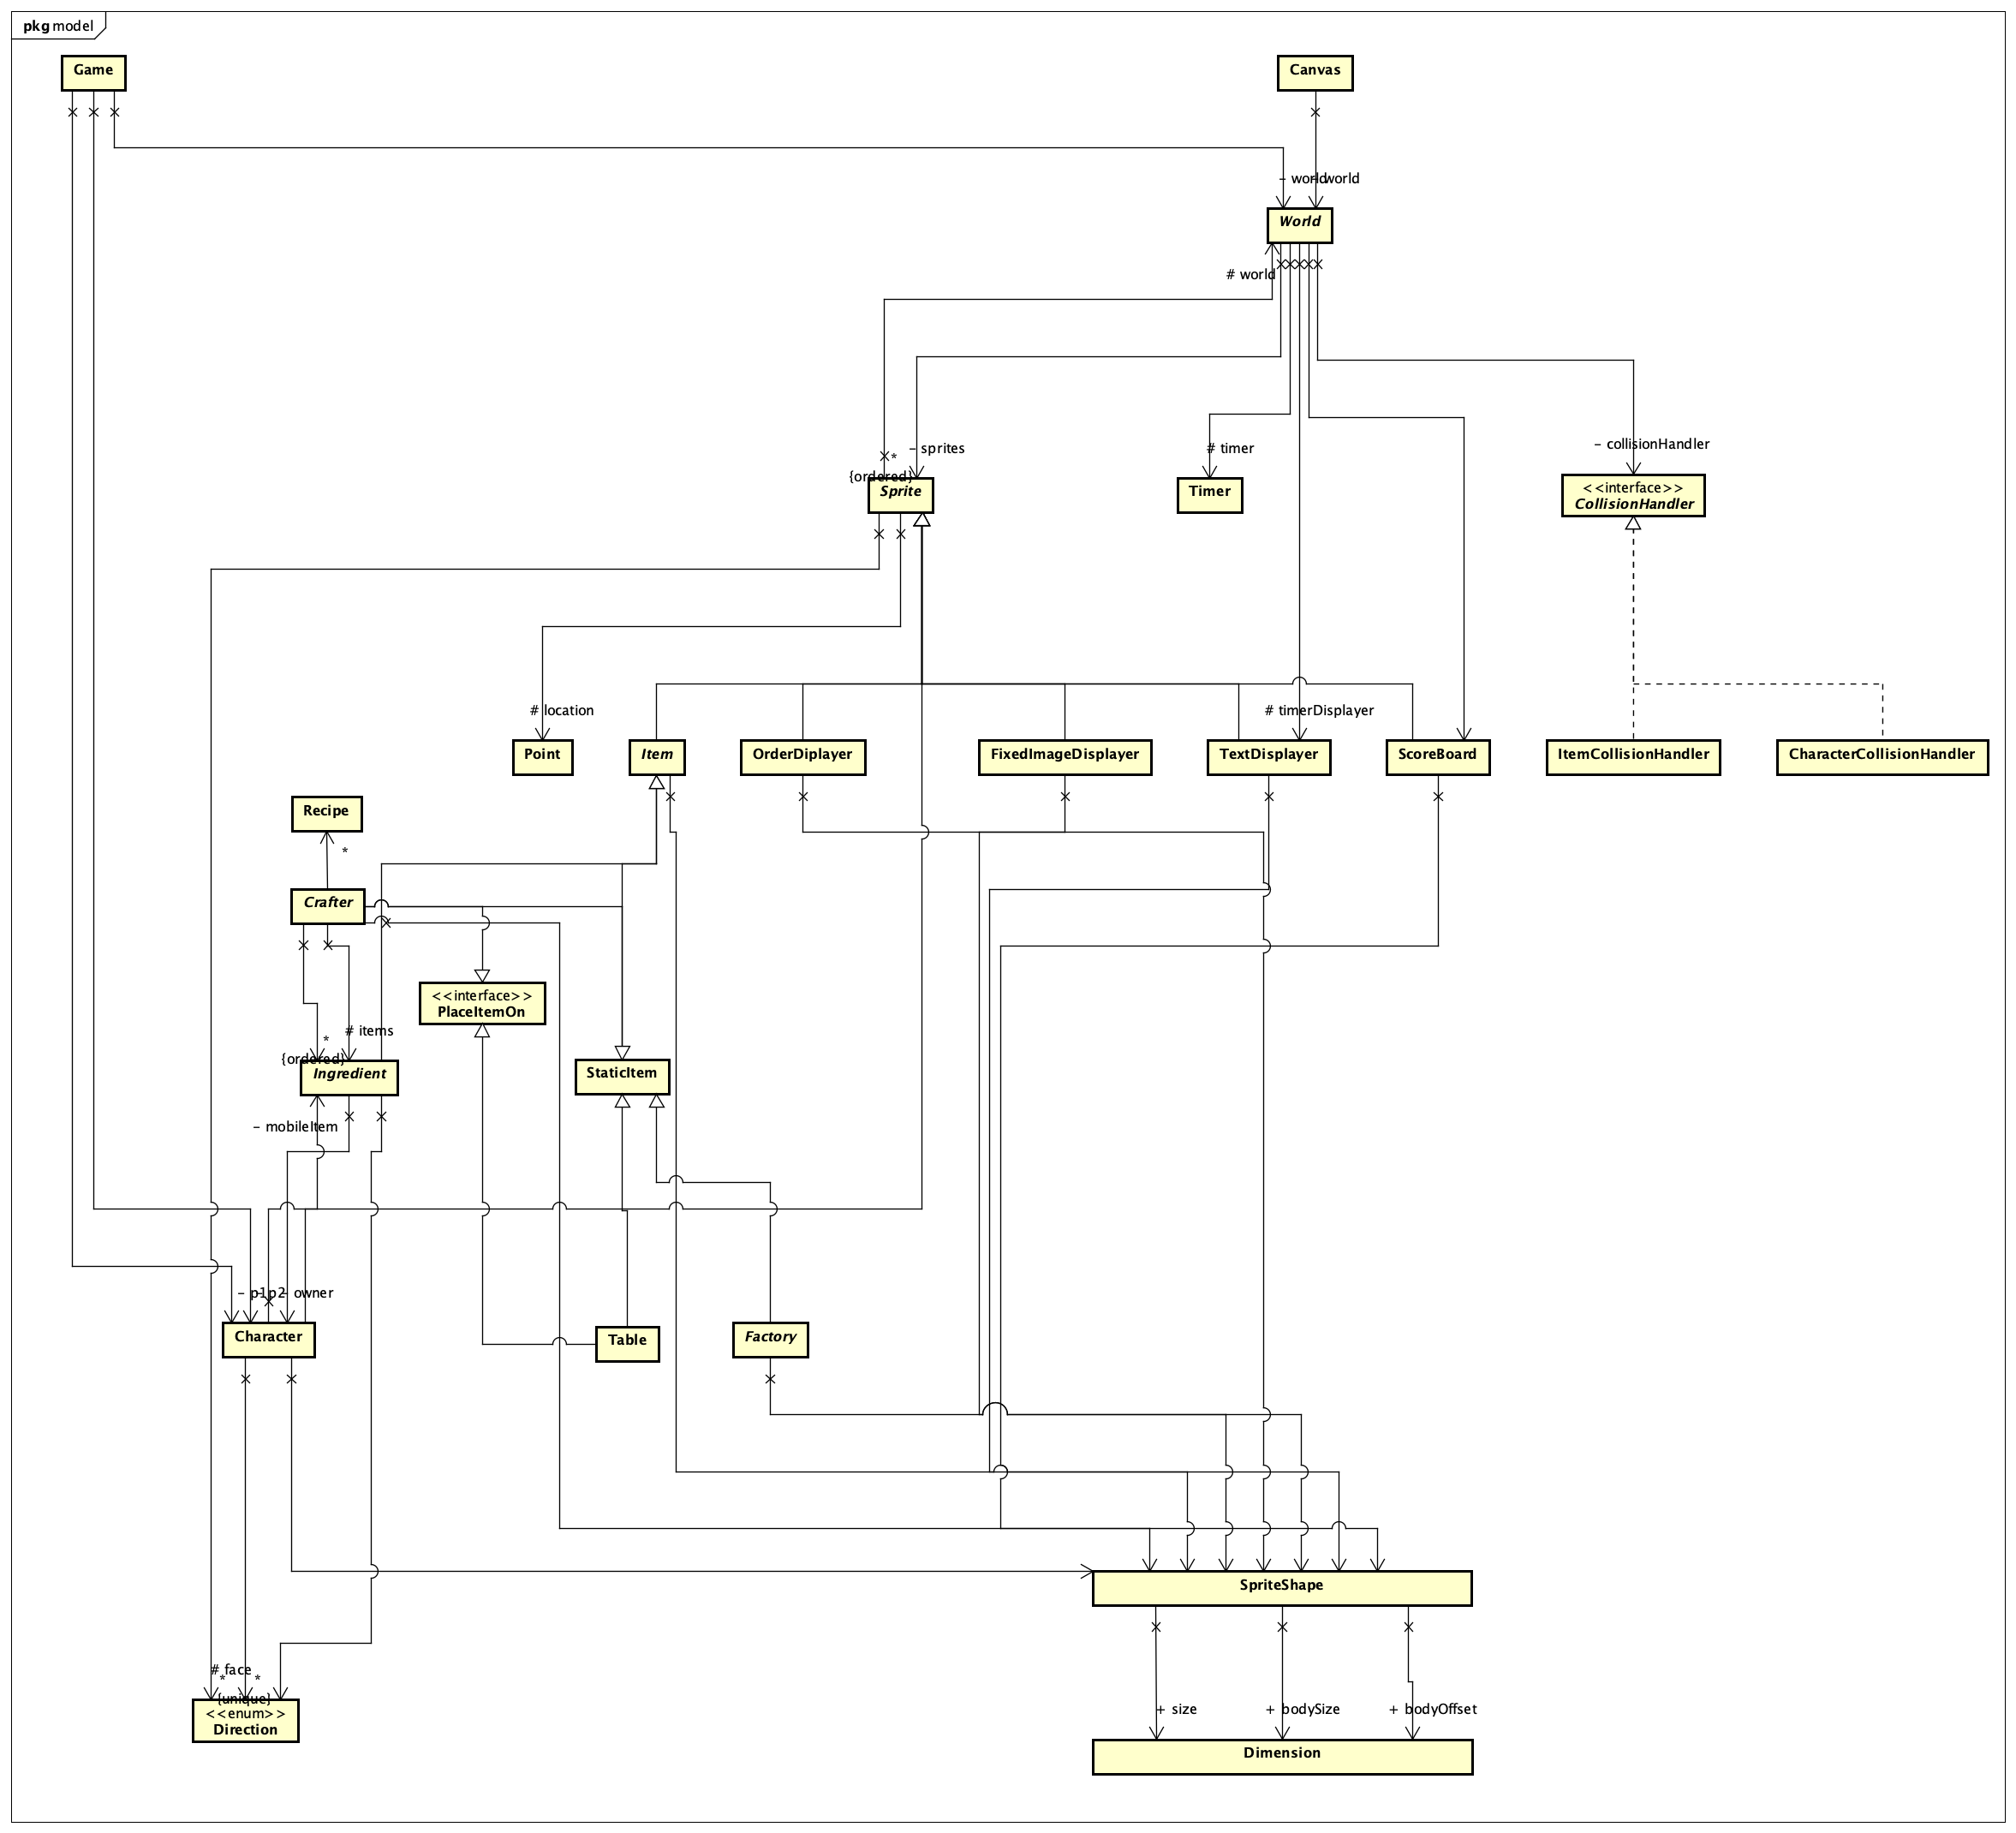 pkg model
Game
Canvas
- world
- world
World
# world
- sprites
*
{ordered}
Sprite
# timer
Timer
- collisionHandler
<<interface>>
CollisionHandler
# location
# timerDisplayer
Point
Item
OrderDiplayer
FixedImageDisplayer
TextDisplayer
ScoreBoard
ItemCollisionHandler
CharacterCollisionHandler
Recipe
*
Crafter
<<interface>>
PlaceItemOn
# items
*
{ordered}
Ingredient
StaticItem
- mobileItem
- p1
- p2
- owner
Character
Table
Factory
SpriteShape
# face
*
*
{unique}
<<enum>>
Direction
+ size
+ bodySize
+ bodyOffset
Dimension